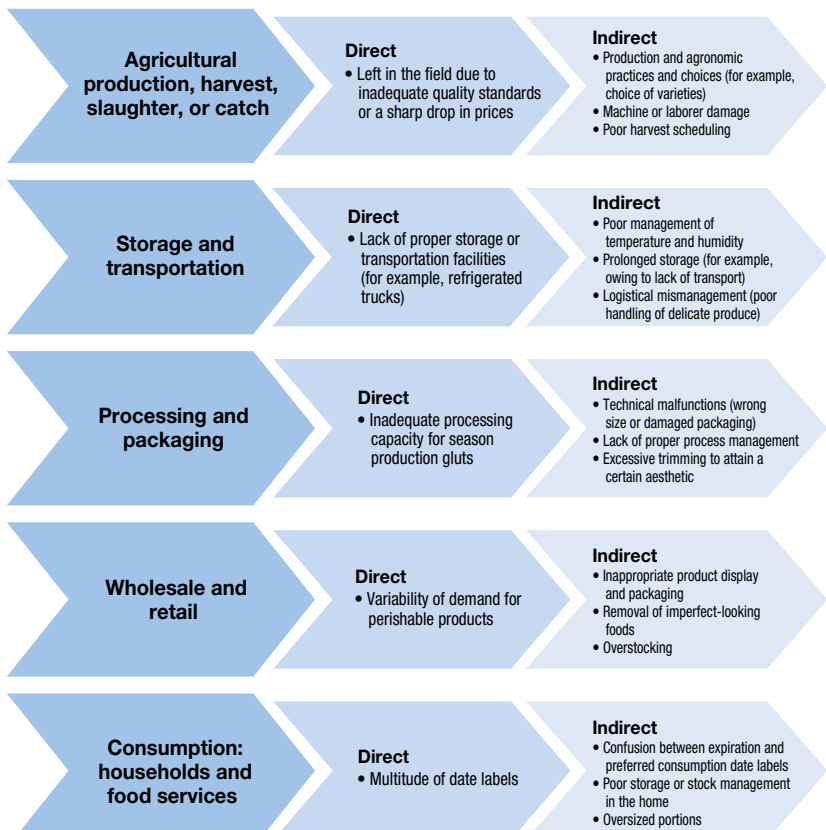 Agricultural
production, harvest,
slaughter, or catch
Direct
• Left in the field due to
inadequate quality standards
or a sharp drop in prices
Indirect
• Production and agronomic
practices and choices (for example,
choice of varieties)
• Machine or laborer damage
• Poor harvest scheduling
Storage and
transportation
Direct
• Lack of proper storage or
transportation facilities
(for example, refrigerated
trucks)
Indirect
• Poor management of
temperature and humidity
• Prolonged storage (for example,
owing to lack of transport)
• Logistical mismanagement (poor
handling of delicate produce)
Processing and
packaging
Direct
• Inadequate processing
capacity for season
production gluts
Indirect
• Technical malfunctions (wrong
size or damaged packaging)
• Lack of proper process management
• Excessive trimming to attain a
certain aesthetic
Wholesale and
retail
Direct
• Variability of demand for
perishable products
Indirect
• Inappropriate product display
and packaging
• Removal of imperfect-looking
foods
• Overstocking
Consumption:
households and
food services
Direct
• Multitude of date labels
Indirect
• Confusion between expiration and
preferred consumption date labels
• Poor storage or stock management
in the home
• Oversized portions